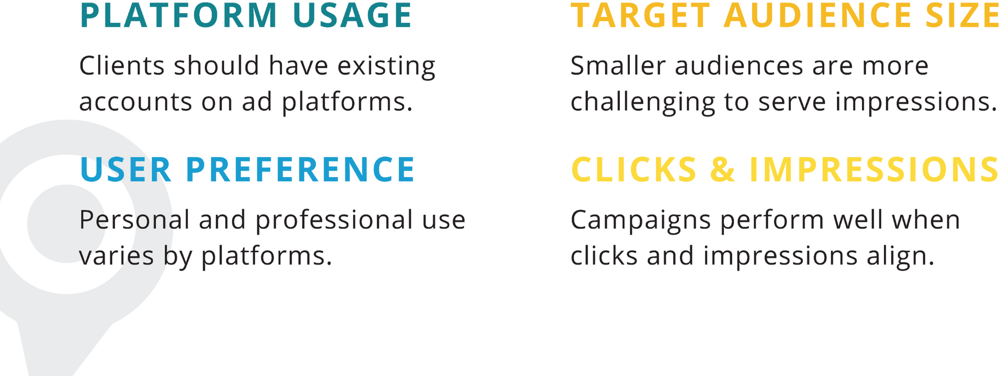 PLATFORM USAGE
Clients should have existing
accounts on ad platforms.
USER PREFERENCE
Personal and professional use
varies by platforms.
TARGET AUDIENCE SIZE
Smaller audiences are more
challenging to serve impressions.
CLICKS & IMPRESSIONS
Campaigns perform well when
clicks and impressions align.